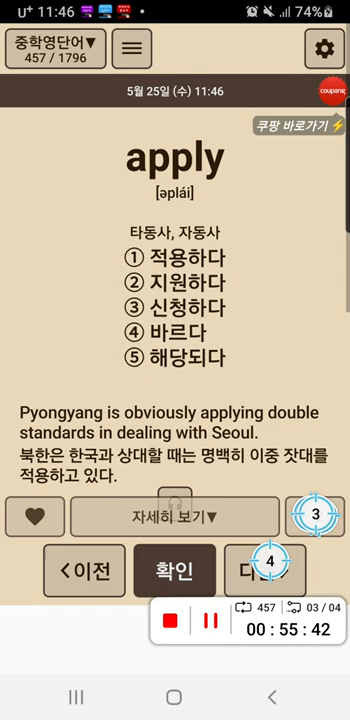 U+ 11:46 74%
중학영단어▼
457 / 1796
5월 25일 (수) 11:46
coupang
쿠팡 바로가기⚡
apply
[əplái]
타동사, 자동사
① 적용하다
② 지원하다
③ 신청하다
④ 바르다
⑤ 해당되다
Pyongyang is obviously applying double
standards in dealing with Seoul.
북한은 한국과 상대할 때는 명백히 이중 잣대를
적용하고 있다.
자세히 보기▼
3
<이전
확인
4
457 03 / 04
00 : 55 : 42